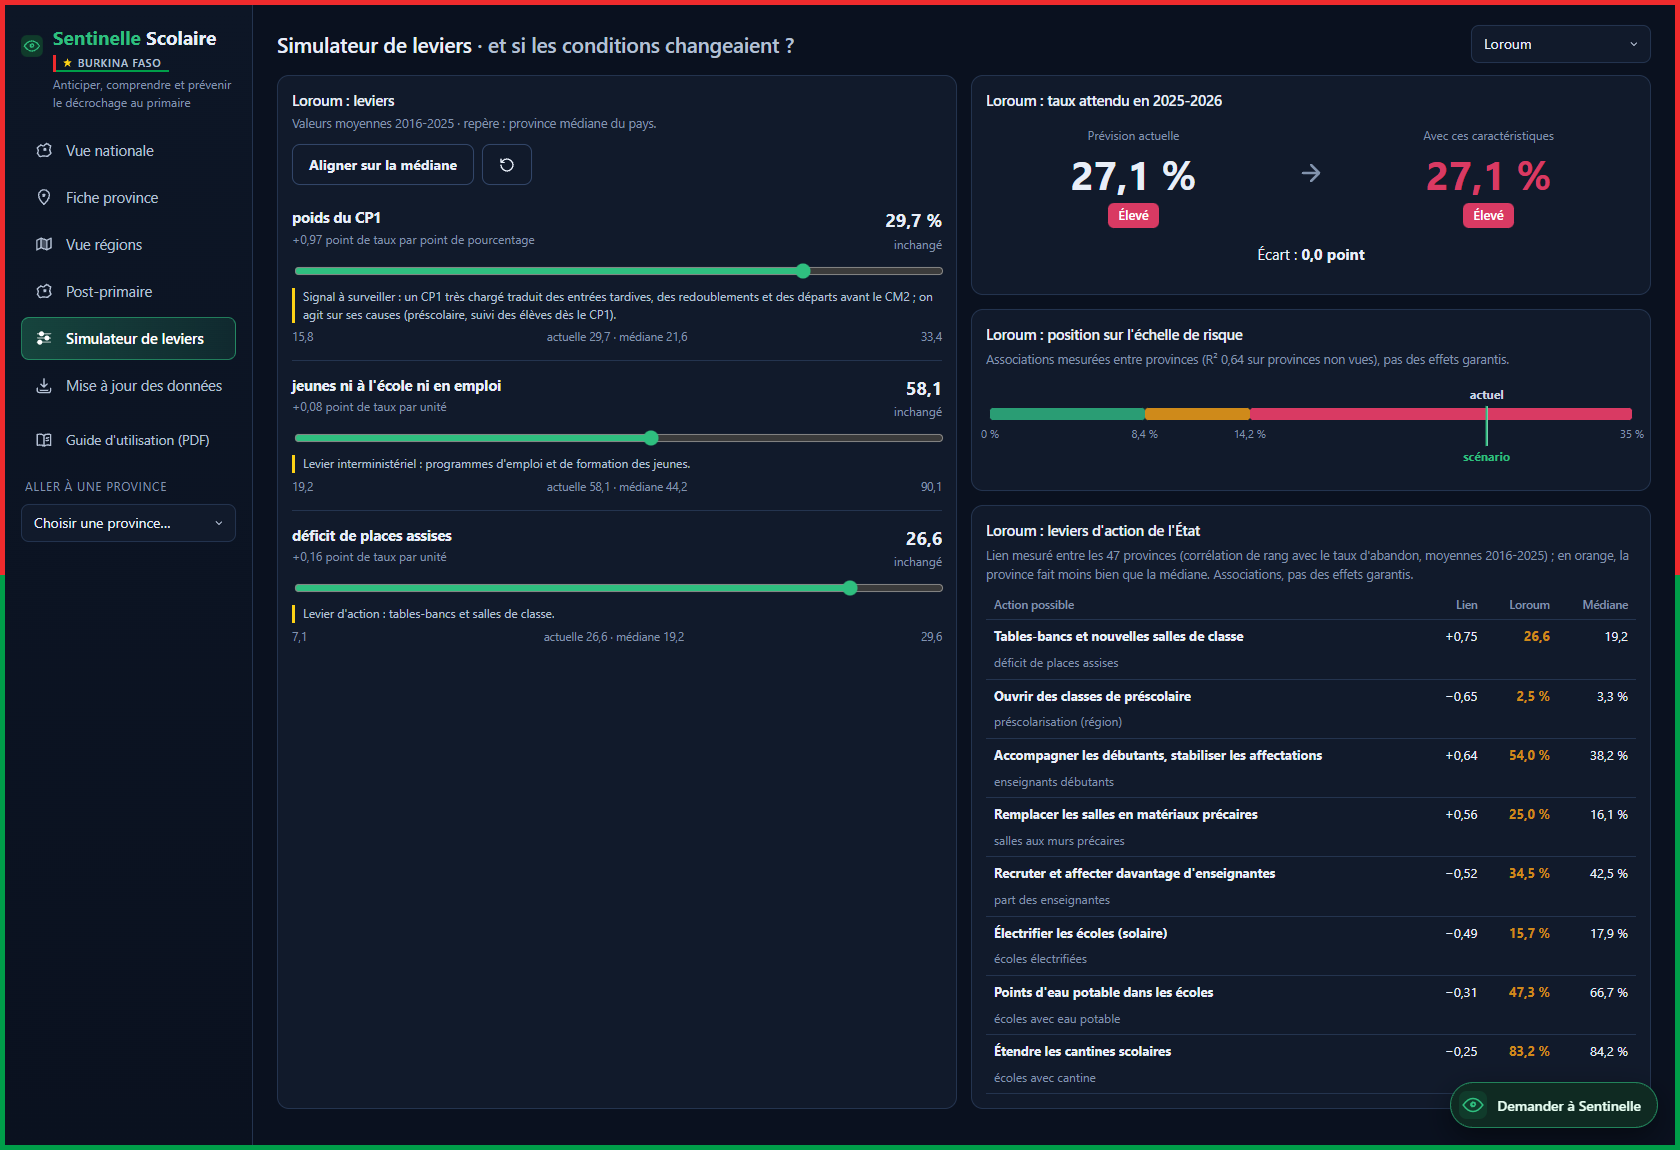 Sentinelle Scolaire
★ BURKINA FASO
Anticiper, comprendre et prévenir
le décrochage au primaire
Vue nationale
Fiche province
Vue régions
Post-primaire
Simulateur de leviers
Mise à jour des données
Guide d'utilisation (PDF)
ALLER À UNE PROVINCE
Choisir une province...
Simulateur de leviers · et si les conditions changeaient ?
Loroum
Loroum : leviers
Valeurs moyennes 2016-2025 · repère : province médiane du pays.
Aligner sur la médiane
poids du CP1
29,7 %
+0,97 point de taux par point de pourcentage
inchangé
Signal à surveiller : un CP1 très chargé traduit des entrées tardives, des redoublements et des départs avant le CM2 ; on
agit sur ses causes (préscolaire, suivi des élèves dès le CP1).
15,8
actuelle 29,7 · médiane 21,6
33,4
jeunes ni à l'école ni en emploi
58,1
+0,08 point de taux par unité
inchangé
Levier interministériel : programmes d'emploi et de formation des jeunes.
19,2
actuelle 58,1 · médiane 44,2
90,1
déficit de places assises
26,6
+0,16 point de taux par unité
inchangé
Levier d'action : tables-bancs et salles de classe.
7,1
actuelle 26,6 · médiane 19,2
29,6
Loroum : taux attendu en 2025-2026
Prévision actuelle
27,1 %
Élevé
→
Avec ces caractéristiques
27,1 %
Élevé
Écart : 0,0 point
Loroum : position sur l'échelle de risque
Associations mesurées entre provinces (R² 0,64 sur provinces non vues), pas des effets garantis.
actuel
0 %
8,4 %
14,2 %
35 %
scénario
Loroum : leviers d'action de l'État
Lien mesuré entre les 47 provinces (corrélation de rang avec le taux d'abandon, moyennes 2016-2025) ; en orange, la
province fait moins bien que la médiane. Associations, pas des effets garantis.
Action possible Lien Loroum Médiane
Tables-bancs et nouvelles salles de classe +0,75 26,6 19,2
déficit de places assises
Ouvrir des classes de préscolaire −0,65 2,5 % 3,3 %
préscolarisation (région)
Accompagner les débutants, stabiliser les affectations +0,64 54,0 % 38,2 %
enseignants débutants
Remplacer les salles en matériaux précaires +0,56 25,0 % 16,1 %
salles aux murs précaires
Recruter et affecter davantage d'enseignantes −0,52 34,5 % 42,5 %
part des enseignantes
Électrifier les écoles (solaire) −0,49 15,7 % 17,9 %
écoles électrifiées
Points d'eau potable dans les écoles −0,31 47,3 % 66,7 %
écoles avec eau potable
Étendre les cantines scolaires −0,25 83,2 % 84,2 %
écoles avec cantine
Demander à Sentinelle